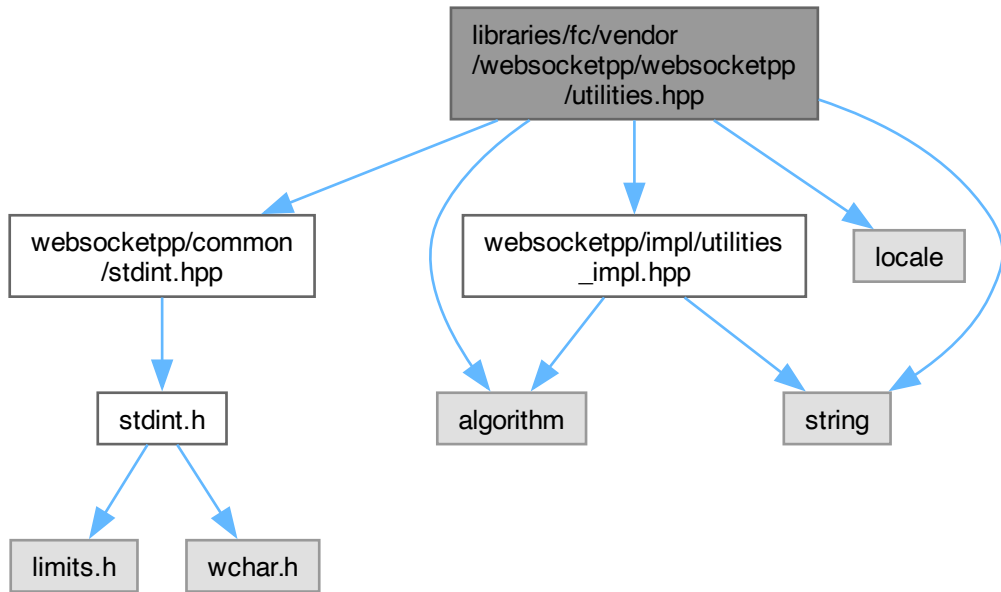 libraries/fc/vendor
/websocketpp/websocketpp
/utilities.hpp
websocketpp/common
/stdint.hpp
websocketpp/impl/utilities
_impl.hpp
locale
stdint.h
algorithm
string
limits.h
wchar.h